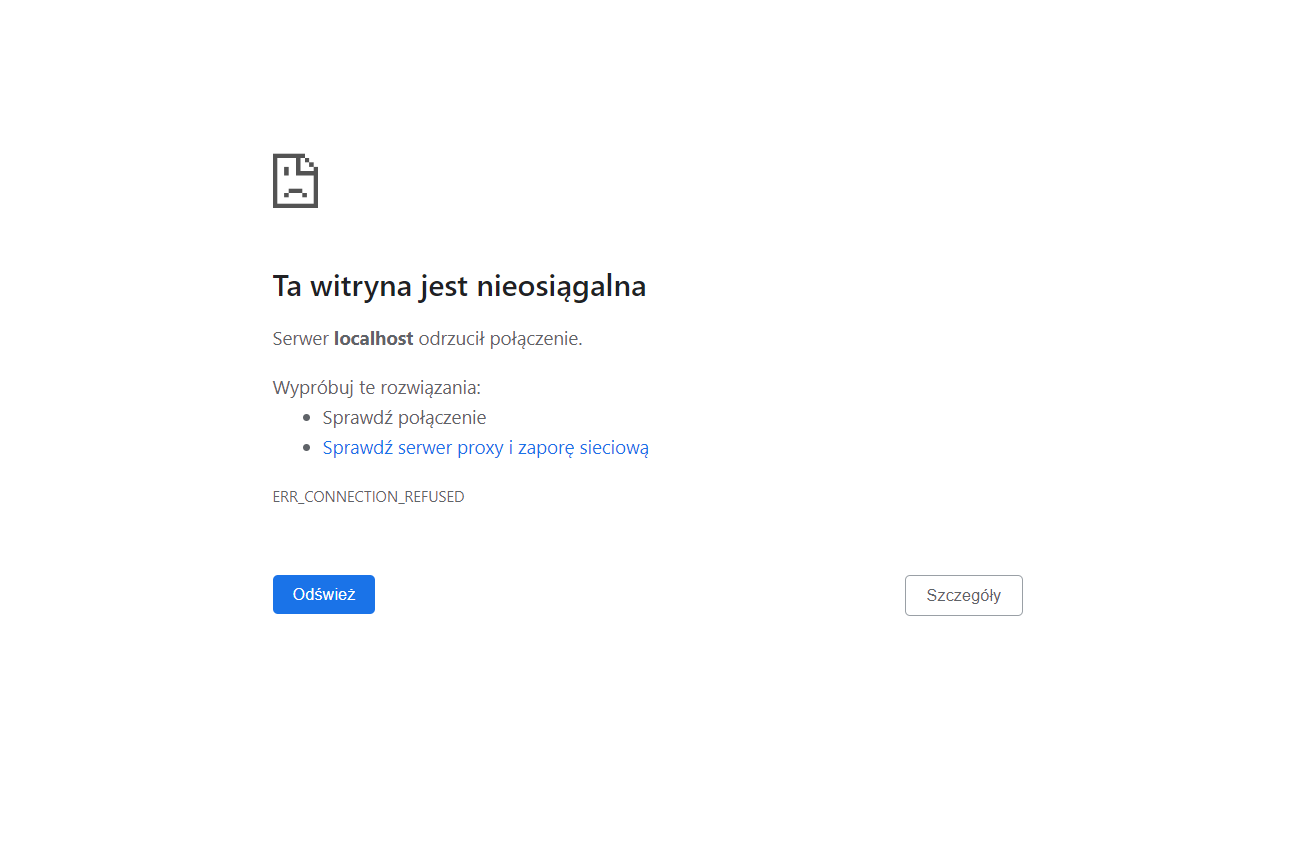 Ta witryna jest nieosiągalna
Serwer localhost odrzucił połączenie.
Wypróbuj te rozwiązania:
• Sprawdź połączenie
• Sprawdź serwer proxy i zaporę sieciową
ERR_CONNECTION_REFUSED
Odśwież
Szczegóły